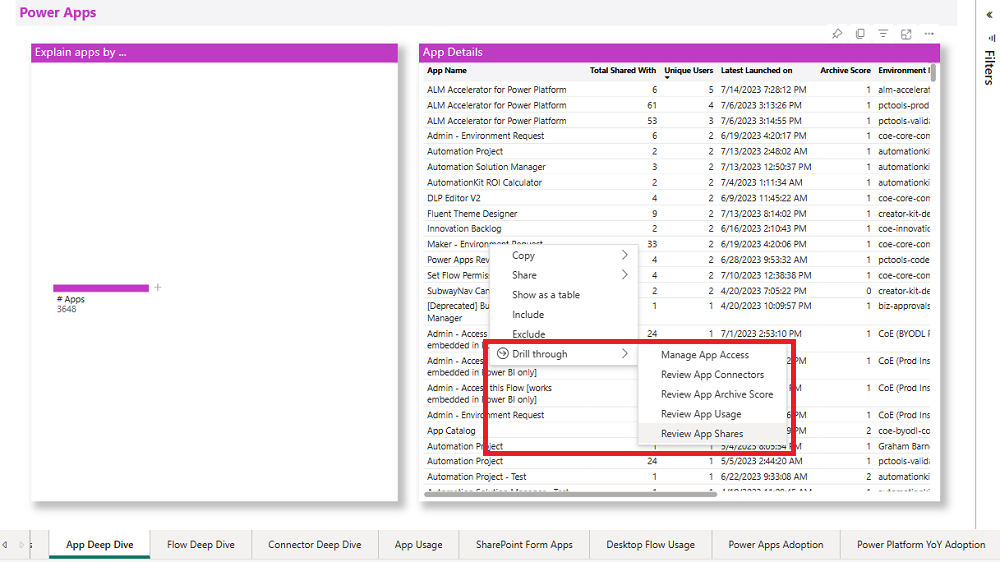 Power Apps
Filters
Explain apps by ...
# Apps
3648
App Details
App Name Total Shared With Unique Users Latest Launched on Archive Score Environment
ALM Accelerator for Power Platform 6 5 7/14/2023 7:28:12 PM 1 alm-accelerat
ALM Accelerator for Power Platform 61 4 7/6/2023 3:13:26 PM 1 pctools-prod
ALM Accelerator for Power Platform 53 3 7/6/2023 3:14:55 PM 1 pctools-valida
Admin - Environment Request 6 2 6/19/2023 4:20:17 PM 1 coe-core-con
Automation Project 2 2 7/13/2023 2:48:02 AM 1 automationki
Automation Solution Manager 3 2 7/13/2023 12:50:37 PM 1 automationki
AutomationKit ROI Calculator 2 2 7/4/2023 1:11:34 AM 1 automationki
DLP Editor V2 4 2 6/9/2023 11:45:22 AM 1 coe-core-con
Fluent Theme Designer 9 2 7/13/2023 8:14:02 PM 1 creator-kit-de
Innovation Backlog 2 2 6/16/2023 2:10:43 PM 1 coe-innovatic
Maker - Environment Request 33 2 6/19/2023 4:20:06 PM 1 coe-core-con
Power Apps Rev 4 2 6/28/2023 9:53:32 AM 1 pctools-code
Set Flow Permis 4 2 7/10/2023 12:38:38 PM 1 coe-core-con
SubwayNav Can 2 2 4/20/2023 7:05:22 PM 0 creator-kit-de
[Deprecated] Bu 1 1 4/20/2023 10:09:57 PM 1 biz-approvals
Manager
Admin - Access 24 1 7/1/2023 2:53:10 PM 1 CoE (BYODL P
embedded in P
Admin - Access PM 1 CoE (Prod Ins
embedded in Power BI only]
Admin - Access this Flow [works PM 1 CoE (Prod Ins
embedded in Power BI only]
Admin - Environment Request PM 1 CoE (Prod Ins
App Catalog PM 2 coe-byodl-co
Automation Project 1 1 5/4/2023 8:05:54 PM 1 Graham Barn
Automation Project 24 1 5/5/2023 2:44:20 AM 1 pctools-valida
Automation Project - Test 1 1 6/22/2023 9:33:08 AM 2 automationki
Copy
Share
Show as a table
Include
Exclude
Drill through
Manage App Access
Review App Connectors
Review App Archive Score
Review App Usage
Review App Shares
s App Deep Dive Flow Deep Dive Connector Deep Dive App Usage SharePoint Form Apps Desktop Flow Usage Power Apps Adoption Power Platform YoY Adoption